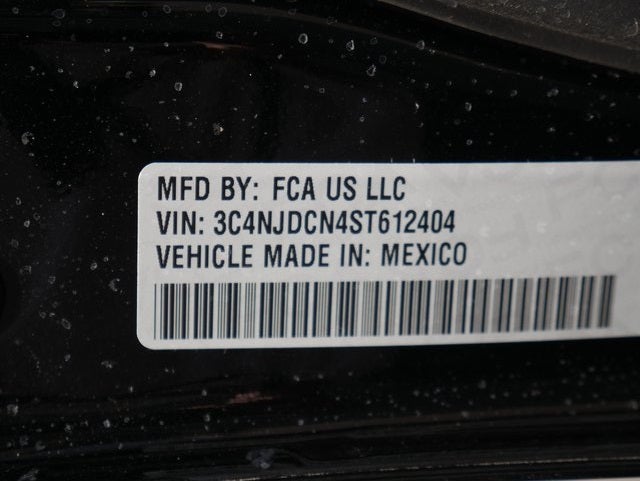 MFD BY: FCA US LLC
VIN: 3C4NJDCN4ST612404
VEHICLE MADE IN: MEXICO